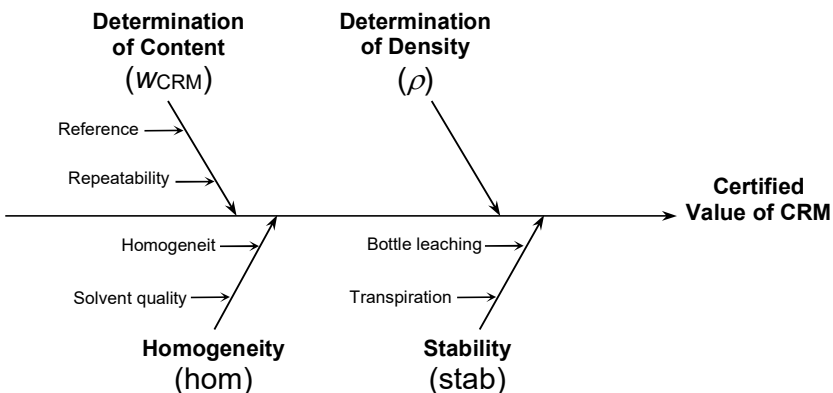 Determination
of Content
(wCRM)
Determination
of Density
(ρ)
Reference
Repeatability
Certified
Value of CRM
Homogeneit
Bottle leaching
Solvent quality
Transpiration
Homogeneity
(hom)
Stability
(stab)